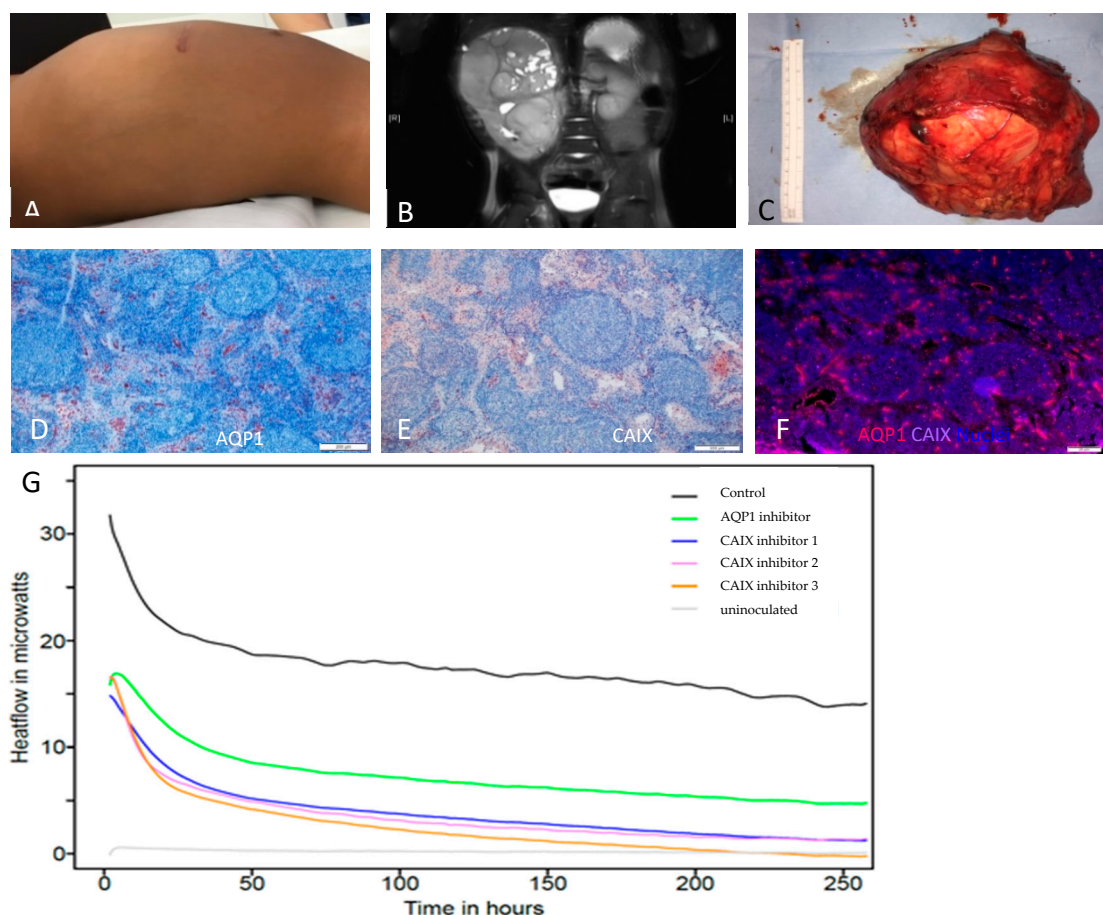 A
[R]
[L]
B
C
D
AQP1
E
CAIX
F
AQP1 CAIX Nuclei
G
Control
AQP1 inhibitor
CAIX inhibitor 1
CAIX inhibitor 2
CAIX inhibitor 3
uninoculated
Heatflow in microwatts
30
20
10
0
0 50 100 150 200 250
Time in hours